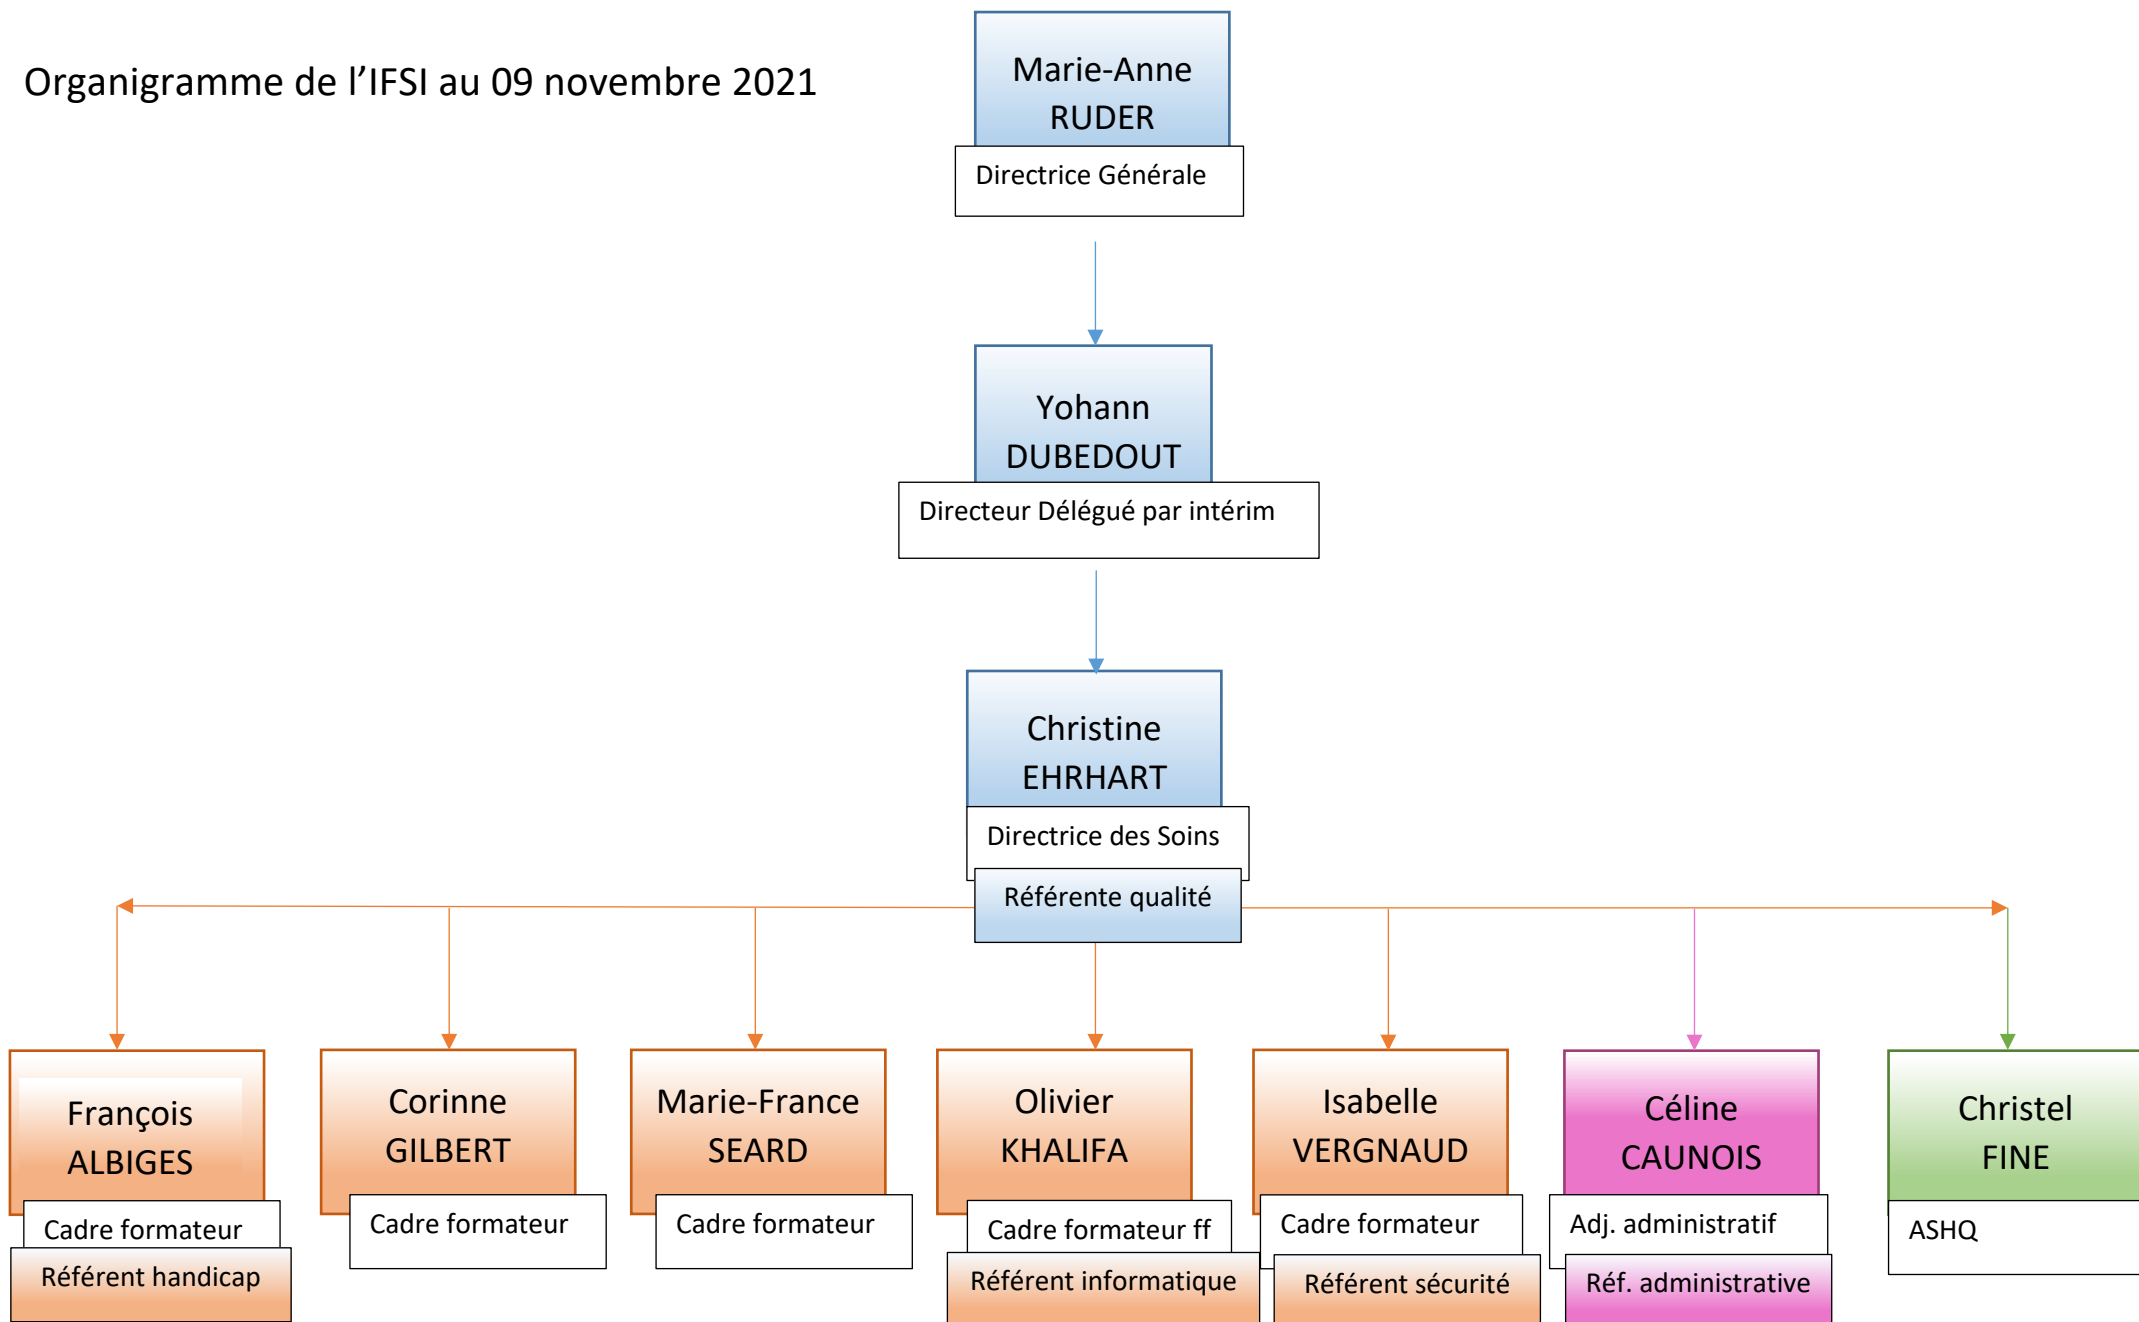 Organigramme de l’IFSI au 09 novembre 2021
Marie-Anne
RUDER
Directrice Générale
Yohann
DUBEDOUT
Directeur Délégué par intérim
Christine
EHRHART
Directrice des Soins
Référente qualité
François
ALBIGES
Cadre formateur
Référent handicap
Corinne
GILBERT
Cadre formateur
Marie-France
SEARD
Cadre formateur
Olivier
KHALIFA
Cadre formateur ff
Référent informatique
Isabelle
VERGNAUD
Cadre formateur
Référent sécurité
Céline
CAUNOIS
Adj. administratif
Réf. administrative
Christel
FINE
ASHQ